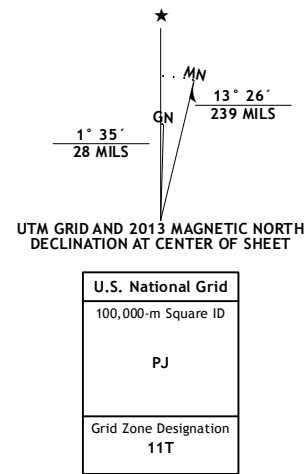 ★
MN
GN
13° 26´
239 MILS
1° 35´
28 MILS
UTM GRID AND 2013 MAGNETIC NORTH
DECLINATION AT CENTER OF SHEET
U.S. National Grid
100,000-m Square ID
PJ
Grid Zone Designation
11T